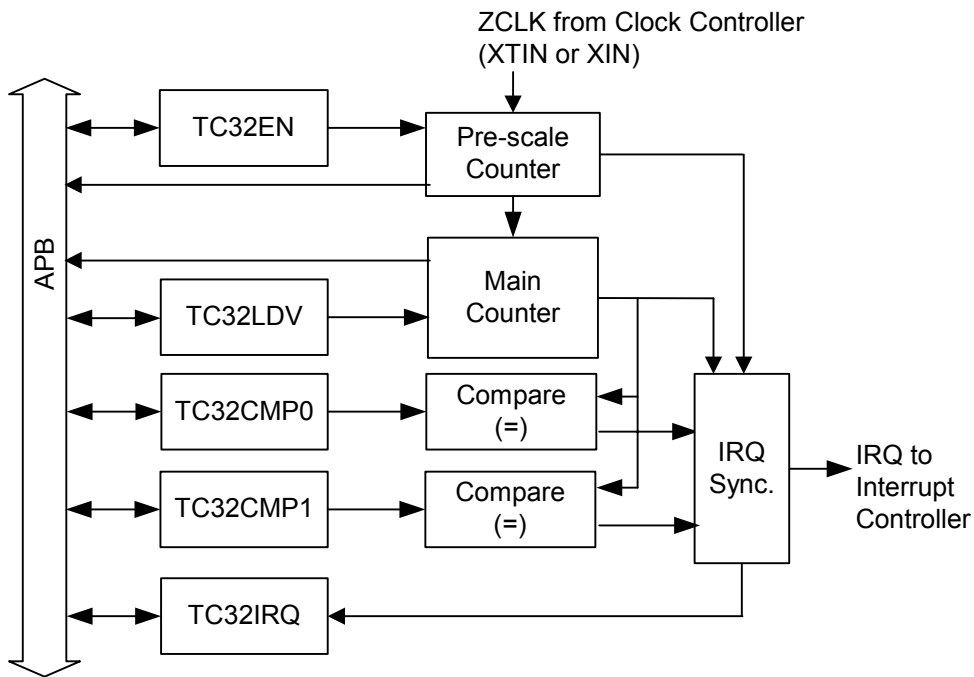 ZCLK from Clock Controller
(XTIN or XIN)
APB
TC32EN
Pre-scale
Counter
Main
Counter
TC32LDV
TC32CMP0
Compare
(=)
TC32CMP1
Compare
(=)
IRQ
Sync.
IRQ to
Interrupt
Controller
TC32IRQ